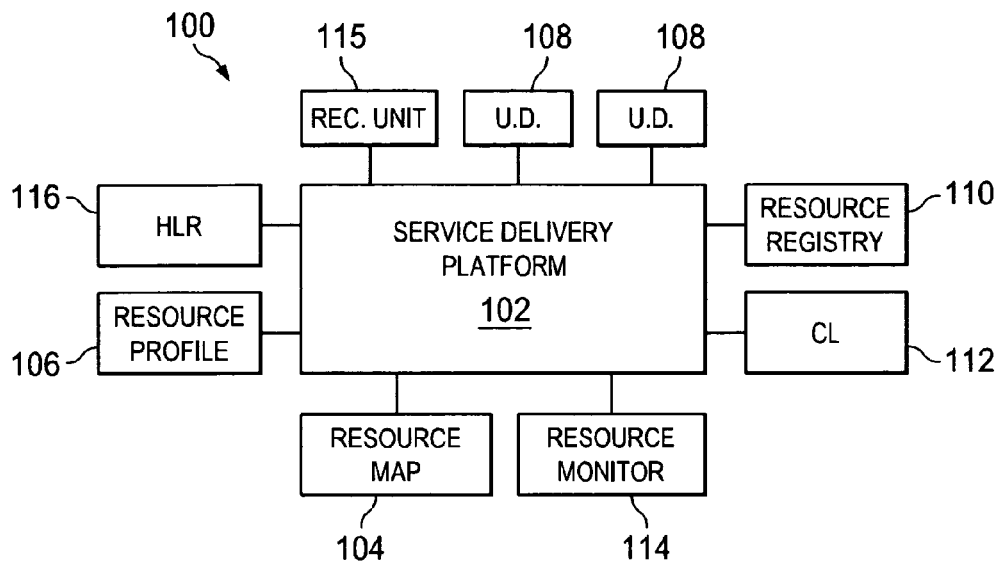 100
115
108
108
REC. UNIT
U.D.
U.D.
116
HLR
SERVICE DELIVERY
PLATFORM
102
RESOURCE
REGISTRY
110
RESOURCE
PROFILE
106
CL
112
RESOURCE
MAP
RESOURCE
MONITOR
104
114